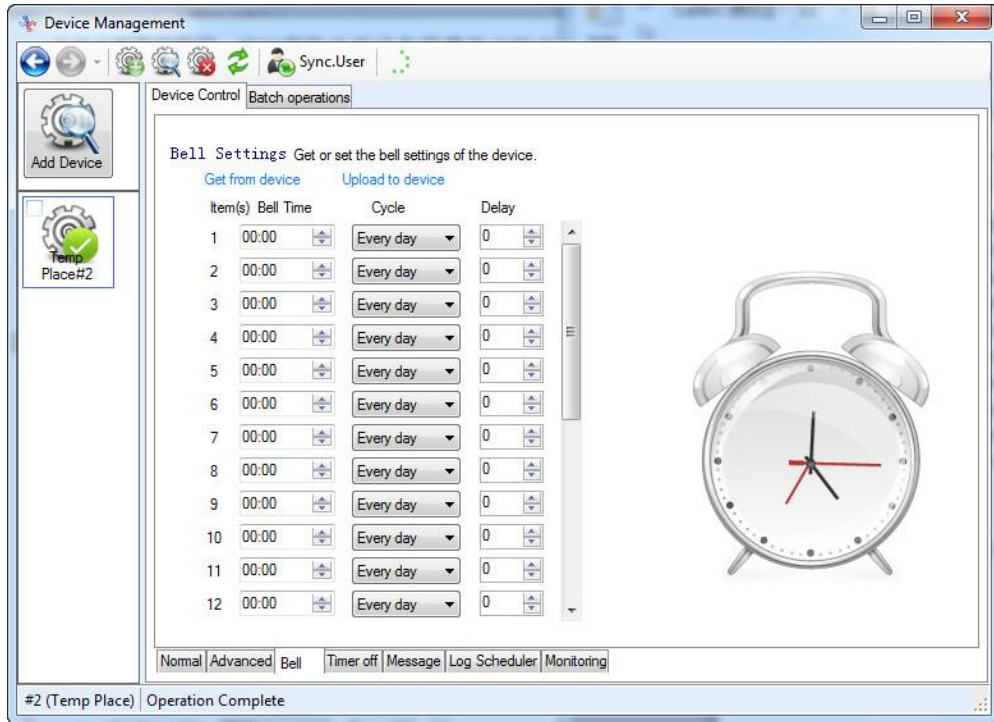 Device Management
Sync.User
Device Control Batch operations
Add Device
Temp
Place#2
Bell Settings Get or set the bell settings of the device.
Get from device Upload to device
Item(s) Bell Time Cycle Delay
1 00:00 Every day 0
2 00:00 Every day 0
3 00:00 Every day 0
4 00:00 Every day 0
5 00:00 Every day 0
6 00:00 Every day 0
7 00:00 Every day 0
8 00:00 Every day 0
9 00:00 Every day 0
10 00:00 Every day 0
11 00:00 Every day 0
12 00:00 Every day 0
Normal Advanced Bell Timer off Message Log Scheduler Monitoring
#2 (Temp Place) Operation Complete